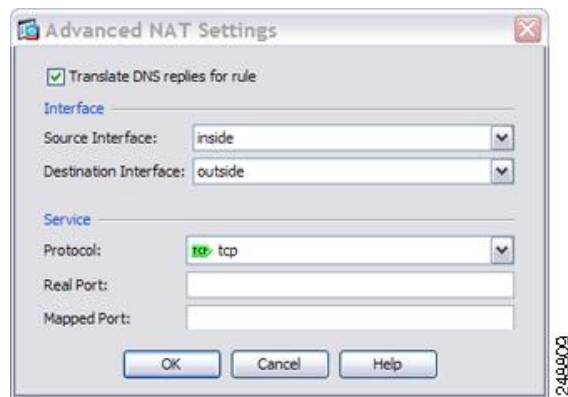 Advanced NAT Settings
Translate DNS replies for rule
Interface
Source Interface: inside
Destination Interface: outside
Service
Protocol: TCP tcp
Real Port:
Mapped Port:
OK Cancel Help
248809